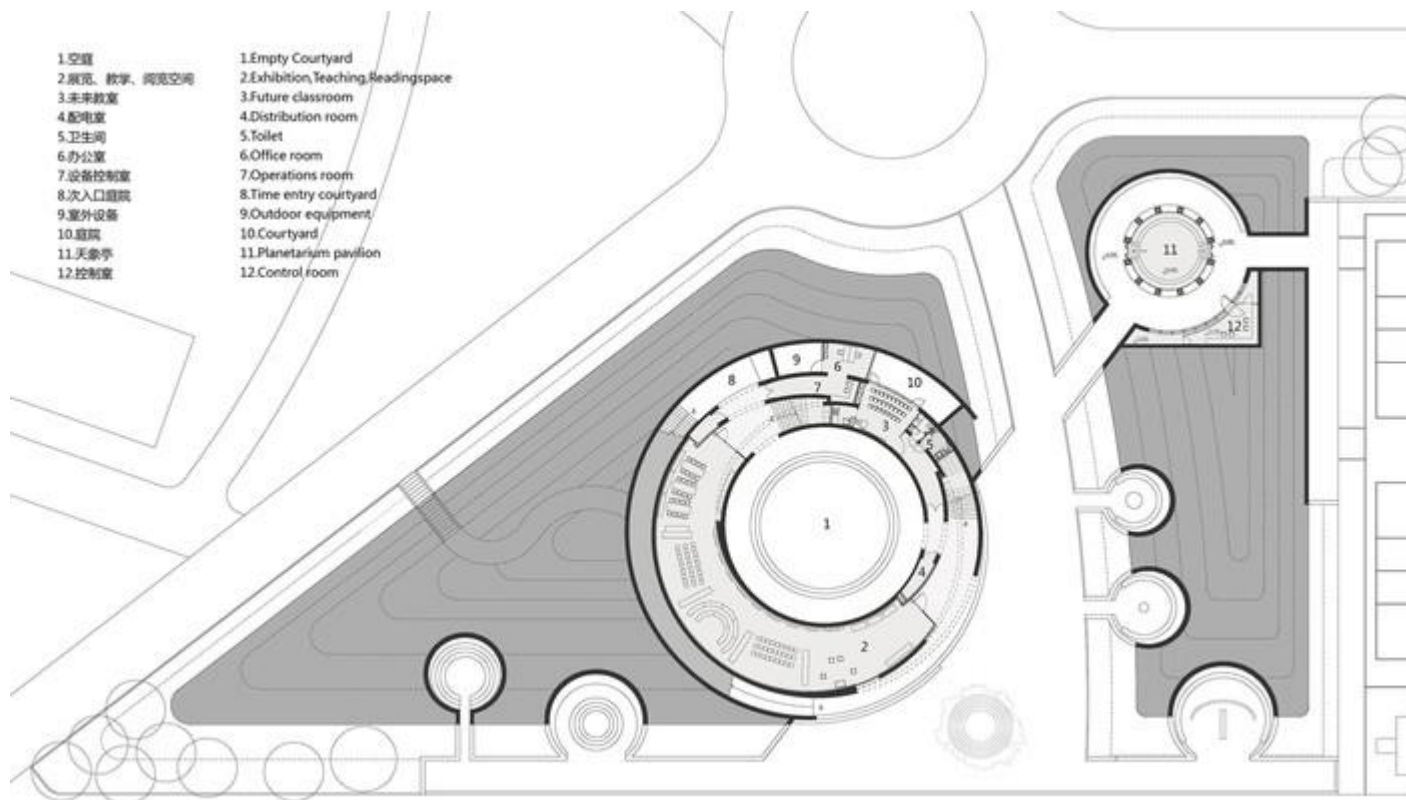 1.空庭
2.展览、教学、阅览空间
3.未来教室
4.配电室
5.卫生间
6.办公室
7.设备控制室
8.次入口庭院
9.室外设备
10.庭院
11.天象亭
12.控制室
1.Empty Courtyard
2.Exhibition,Teaching,Readingspace
3.Future classroom
4.Distribution room
5.Toilet
6.Office room
7.Operations room
8.Time entry courtyard
9.Outdoor equipment
10.Courtyard
11.Planetarium pavilion
12.Control room
11
12
9
6
8
7
10
3
5
1
4
2